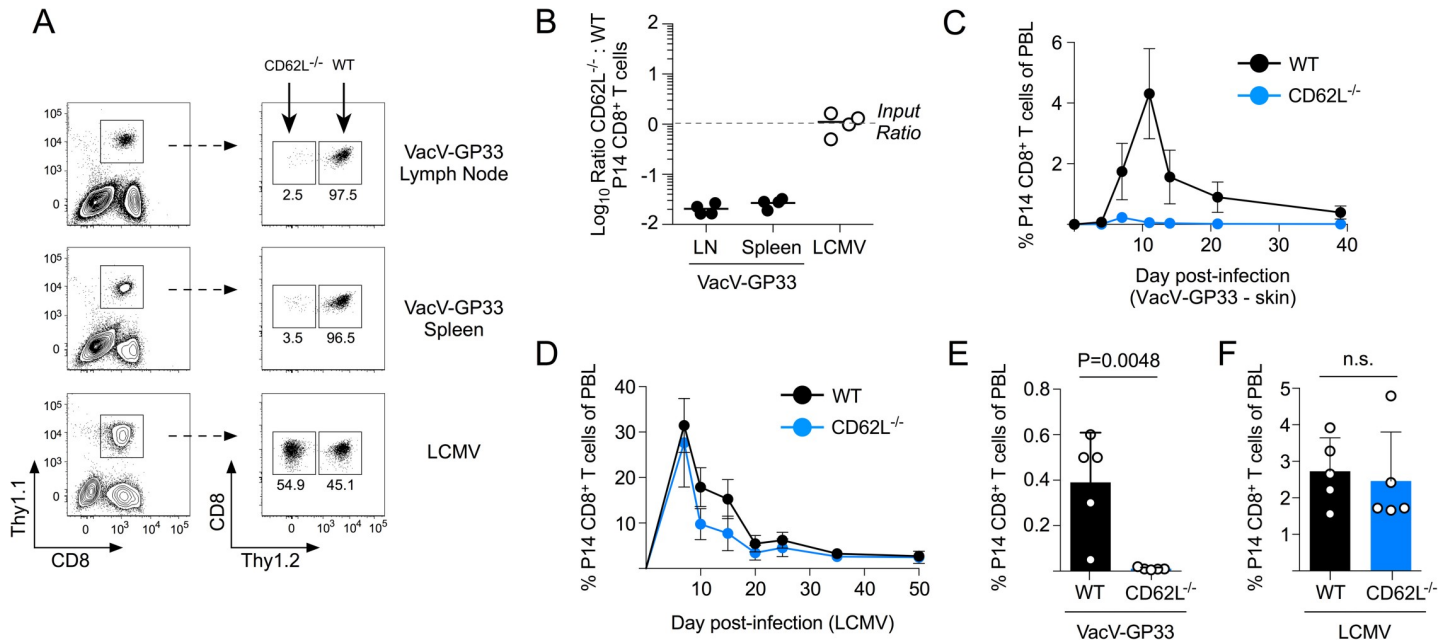 A
CD62L-/- WT
10⁵
10⁴
10³
0
2.5 97.5
VacV-GP33
Lymph Node
10⁵
10⁴
10³
0
3.5 96.5
VacV-GP33
Spleen
10⁵
10⁴
10³
0
54.9 45.1
LCMV
0 10³ 10⁴ 10⁵
0 10³ 10⁴ 10⁵
Thy1.1
CD8
CD8
Thy1.2
B
Log₁₀ Ratio CD62L-/- : WT
P14 CD8⁺ T cells
2
1
0
-1
-2
Input
Ratio
LN Spleen LCMV
VacV-GP33
C
% P14 CD8⁺ T cells of PBL
6
4
2
WT
CD62L-/-
10 20 30 40
Day post-infection
(VacV-GP33 - skin)
D
% P14 CD8⁺ T cells of PBL
40
30
20
10
WT
CD62L-/-
10 20 30 40 50
Day post-infection (LCMV)
E
% P14 CD8⁺ T cells of PBL
P=0.0048
0.8
0.6
0.4
0.2
WT CD62L-/-
VacV-GP33
F
% P14 CD8⁺ T cells of PBL
n.s.
5
4
3
2
1
WT CD62L-/-
LCMV